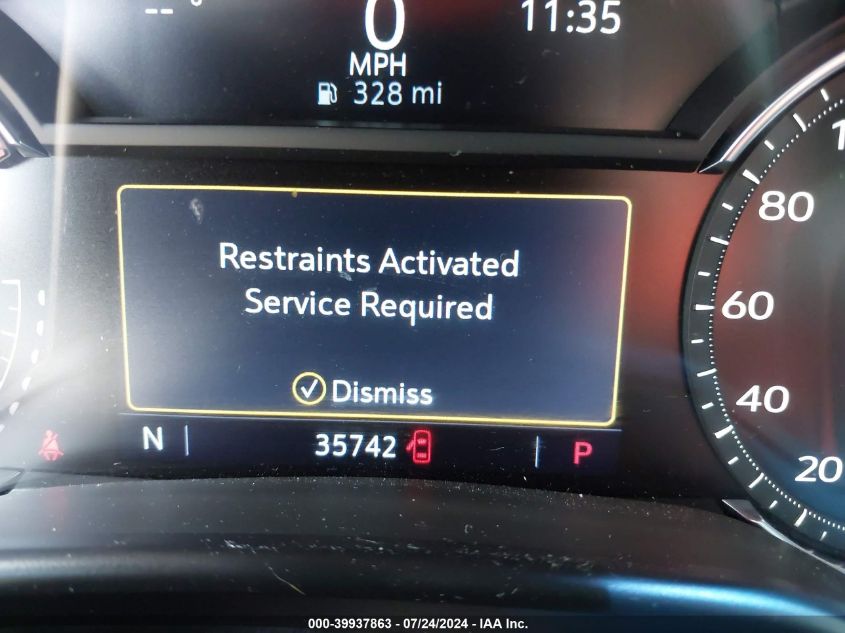 -- °
0
11:35
MPH
328 mi
Restraints Activated
Service Required
Dismiss
N
35742
P
80
60
40
20
000-39937863 - 07/24/2024 - IAA Inc.